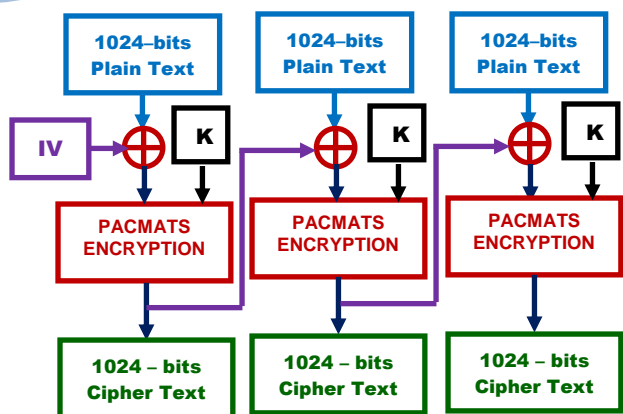 1024–bits
Plain Text
1024–bits
Plain Text
1024–bits
Plain Text
IV
K
K
K
PACMATS
ENCRYPTION
PACMATS
ENCRYPTION
PACMATS
ENCRYPTION
1024 – bits
Cipher Text
1024 – bits
Cipher Text
1024 – bits
Cipher Text